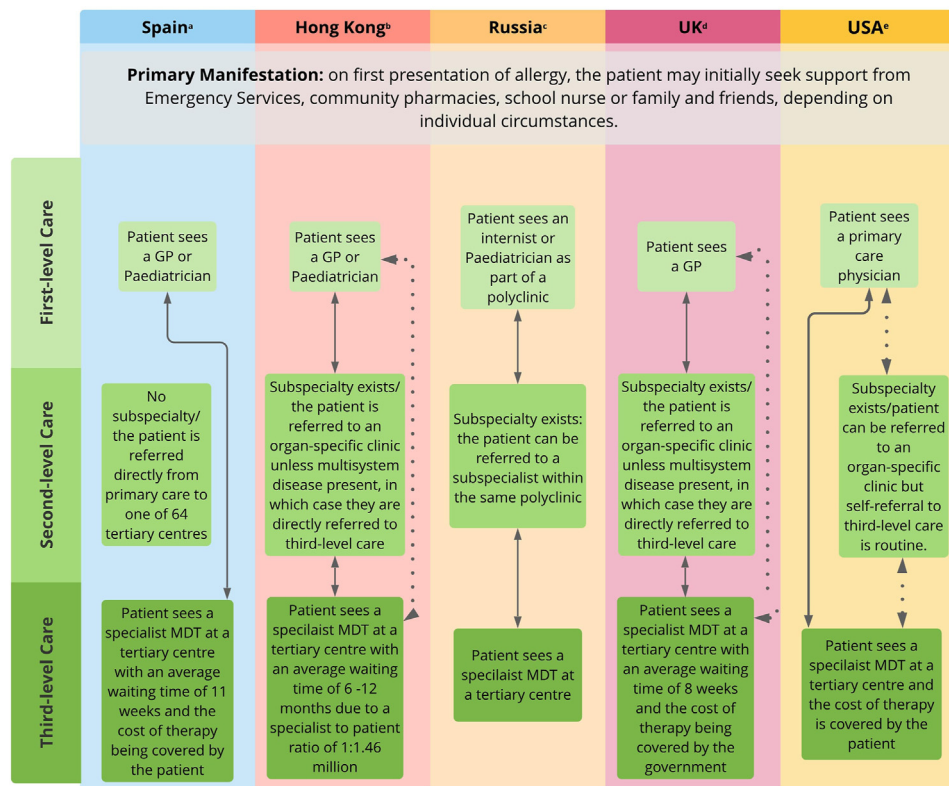 Spainᵃ
Hong Kongᵇ
Russiaᶜ
UKᵈ
USAᵉ
Primary Manifestation: on first presentation of allergy, the patient may initially seek support from
Emergency Services, community pharmacies, school nurse or family and friends, depending on
individual circumstances.
First-level Care
Patient sees
a GP or
Paediatrician
Patient sees
a GP or
Paediatrician
Patient sees an
internist or
Paediatrician as
part of a
polyclinic
Patient sees
a GP
Patient sees
a primary
care
physician
Second-level Care
No
subspecialty/
the patient is
referred
directly from
primary care to
one of 64
tertiary centres
Subspecialty exists/
the patient is
referred to an
organ-specific clinic
unless multisystem
disease present, in
which case they are
directly referred to
third-level care
Subspecialty exists:
the patient can be
referred to a
subspecialist within
the same polyclinic
Subspecialty exists/
the patient is
referred to an
organ-specific clinic
unless multisystem
disease present, in
which case they are
directly referred to
third-level care
Subspecialty
exists/patient
can be referred
to an
organ-specific
clinic but
self-referral to
third-level care
is routine.
Third-level Care
Patient sees a
specialist MDT at a
tertiary centre
with an average
waiting time of 11
weeks and the
cost of therapy
being covered by
the patient
Patient sees a
specilaist MDT at a
tertiary centre with
an average waiting
time of 6 -12
months due to a
specialist to patient
ratio of 1:1.46
million
Patient sees a
specilaist MDT at
a tertiary centre
Patient sees a
specialist MDT at a
tertiary centre with
an average waiting
time of 8 weeks
and the cost of
therapy being
covered by the
government
Patient sees a
specilaist MDT at a
tertiary centre and
the cost of therapy
is covered by the
patient